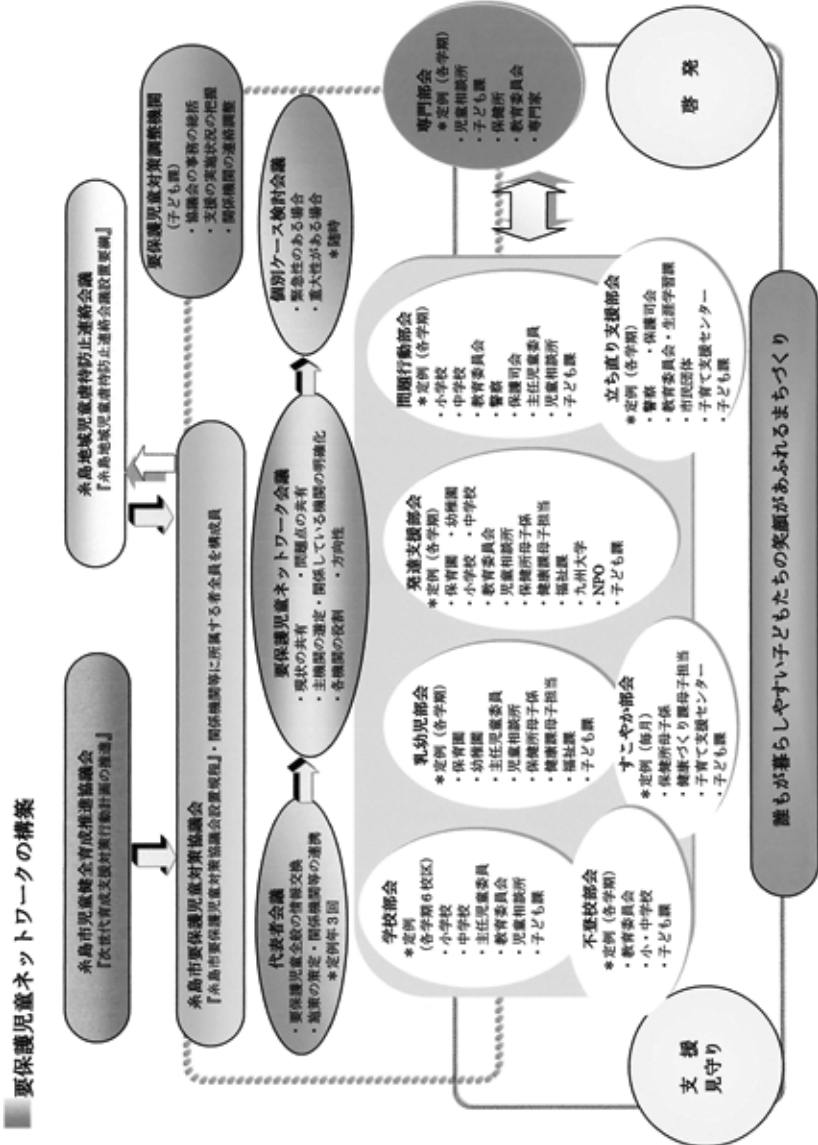 要保護児童ネットワークの構築
糸島市児童健全育成推進協議会
『次世代育成支援対策行動計画の推進』
糸島地域児童虐待防止連絡会議
『糸島地域児童虐待防止連絡会議設置要綱』
糸島市要保護児童対策協議会
『糸島市要保護児童対策協議会設置規程』・関係機関等に所属する者全員を構成員
要保護児童対策調整機関
(子ども課)
・協議会の事務の総括
・支援の実施状況の把握
・関係機関の連絡調整
代表者会議
・要保護児童全般の情報交換
・施策の策定・関係機関等の連携
＊定例年3回
要保護児童ネットワーク会議
・現状の共有　・問題点の共有
・主機関の選定・関係している機関の明確化
・各機関の役割　・方向性
個別ケース検討会議
・緊急性のある場合
・重大性がある場合
＊随時
学校部会
＊定例
(各学期6校区)
・小学校
・中学校
・主任児童委員
・教育委員会
・児童相談所
・子ども課
不登校部会
＊定例（各学期）
・教育委員会
・小・中学校
・子ども課
乳幼児部会
＊定例（各学期）
・保育園
・幼稚園
・主任児童委員
・児童相談所
・保健所母子係
・健康課母子担当
・福祉課
・子ども課
すこやか部会
＊定例（毎月）
・保健所母子係
・健康づくり課母子担当
・子育て支援センター
・子ども課
発達支援部会
＊定例（各学期）
・保育園　・幼稚園
・小学校　・中学校
・教育委員会
・児童相談所
・保健所母子係
・健康課母子担当
・福祉課
・九州大学
・NPO
・子ども課
問題行動部会
＊定例（各学期）
・小学校
・中学校
・教育委員会
・警察
・保護司会
・主任児童委員
・児童相談所
・子ども課
立ち直り支援部会
＊定例（各学期）
・警察　・保護司会
・教育委員会・生涯学習課
・市民団体
・子育て支援センター
・子ども課
専門部会
＊定例（各学期）
・児童相談所
・子ども課
・保健所
・教育委員会
・専門家
支　援
見守り
啓　発
誰もが暮らしやすい子どもたちの笑顔があふれるまちづくり